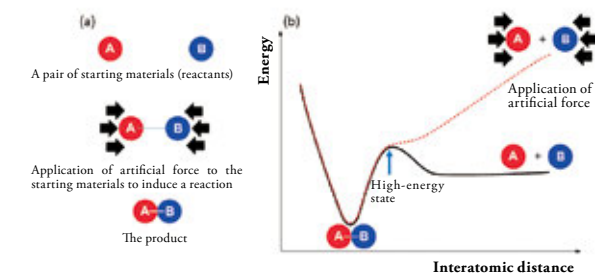 (a)
A
B
A pair of starting materials (reactants)
A
B
Application of artificial force to the
starting materials to induce a reaction
A
B
The product
(b)
Energy
A + B
Application of
artificial force
A + B
High-energy
state
A
B
Interatomic distance